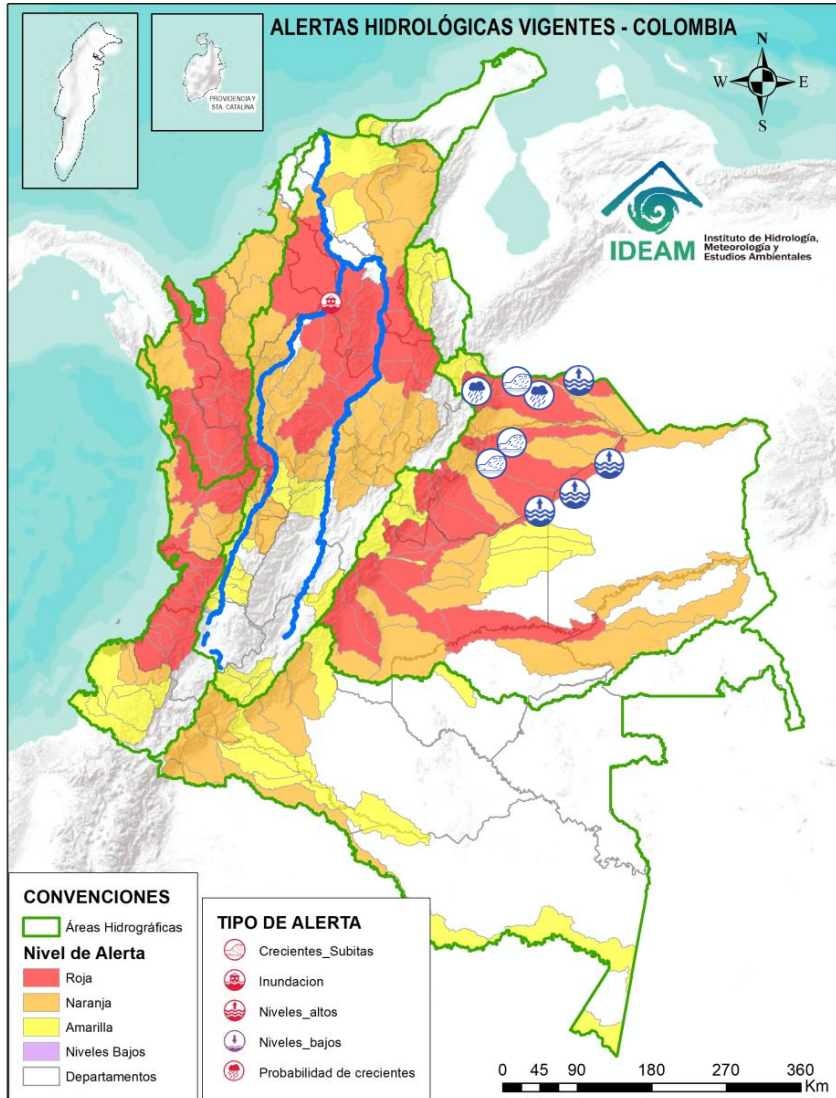 ALERTAS HIDROLÓGICAS VIGENTES - COLOMBIA
PROVIDENCIA Y
STA. CATALINA
N
W
E
S
IDEAM
Instituto de Hidrología,
Meteorología y
Estudios Ambientales
CONVENCIONES
Áreas Hidrográficas
Nivel de Alerta
Roja
Naranja
Amarilla
Niveles Bajos
Departamentos
TIPO DE ALERTA
Crecientes_Subitas
Inundacion
Niveles_altos
Niveles_bajos
Probabilidad de crecientes
0 45 90 180 270 360
Km